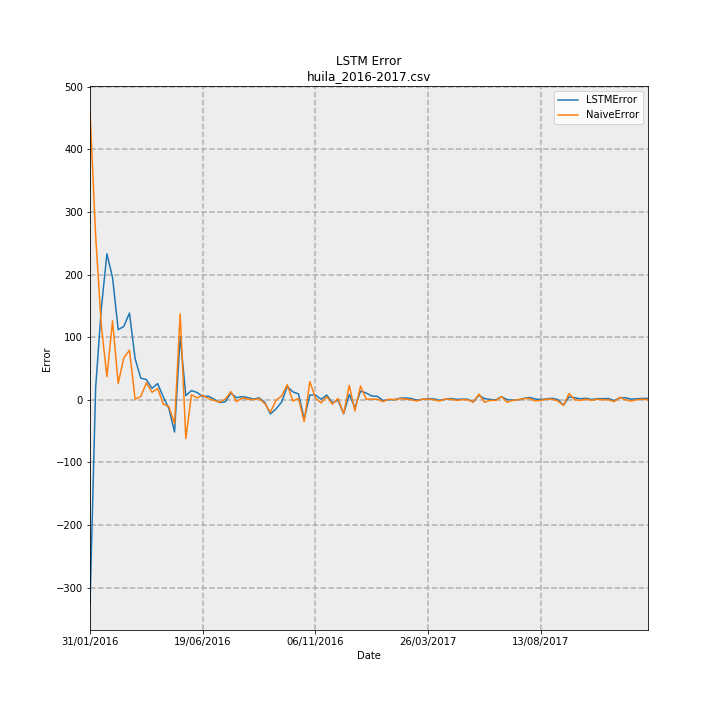 LSTM Error
huila_2016-2017.csv
500
400
300
200
100
0
−100
−200
−300
Error
LSTMError
NaiveError
31/01/2016 19/06/2016 06/11/2016 26/03/2017 13/08/2017
Date